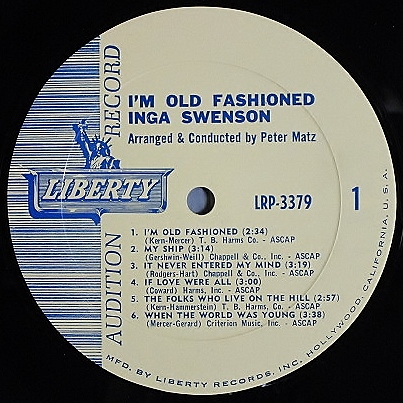 I'M OLD FASHIONED
INGA SWENSON
Arranged & Conducted by Peter Matz
AUDITION RECORD
LIBERTY
LRP-3379
1
1. I'M OLD FASHIONED (2:34)
(Kern-Mercer) T. B. Harms Co. - ASCAP
2. MY SHIP (3:14)
(Gershwin-Weill) Chappell & Co., Inc. - ASCAP
3. IT NEVER ENTERED MY MIND (3:19)
(Rodgers-Hart) Chappell & Co., Inc. - ASCAP
4. IF LOVE WERE ALL (3:00)
(Coward) Harms, Inc. - ASCAP
5. THE FOLKS WHO LIVE ON THE HILL (2:57)
(Kern-Hammerstein) T. B. Harms Co. - ASCAP
6. WHEN THE WORLD WAS YOUNG (3:38)
(Mercer-Gerard) Criterion Music, Inc. - ASCAP
MFD. BY LIBERTY RECORDS, INC., HOLLYWOOD, CALIFORNIA, U.S.A.